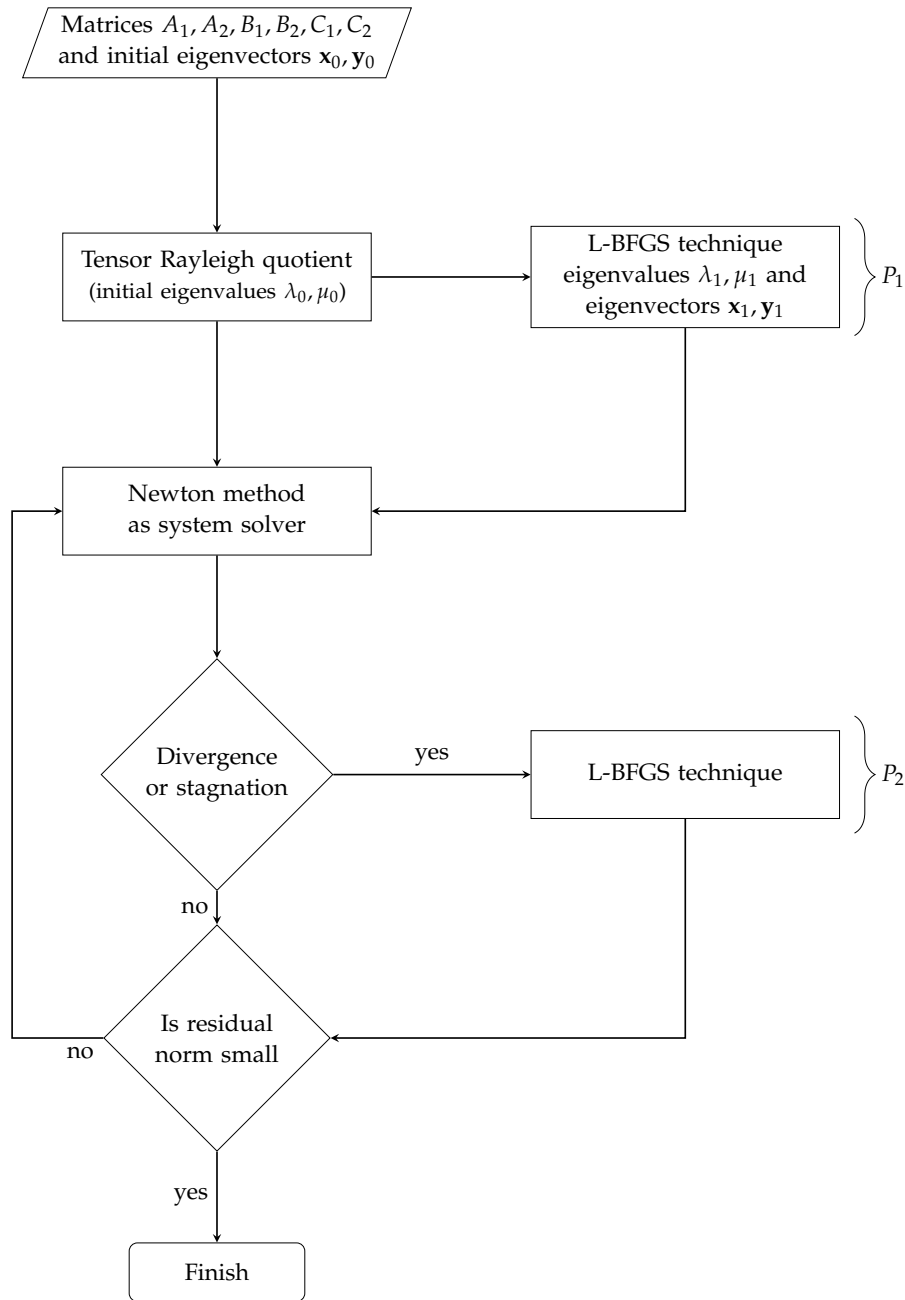 Matrices A₁, A₂, B₁, B₂, C₁, C₂
and initial eigenvectors x₀, y₀
Tensor Rayleigh quotient
(initial eigenvalues λ₀, μ₀)
L-BFGS technique
eigenvalues λ₁, μ₁ and
eigenvectors x₁, y₁
P₁
Newton method
as system solver
Divergence
or stagnation
yes
L-BFGS technique
P₂
no
Is residual
norm small
no
yes
Finish